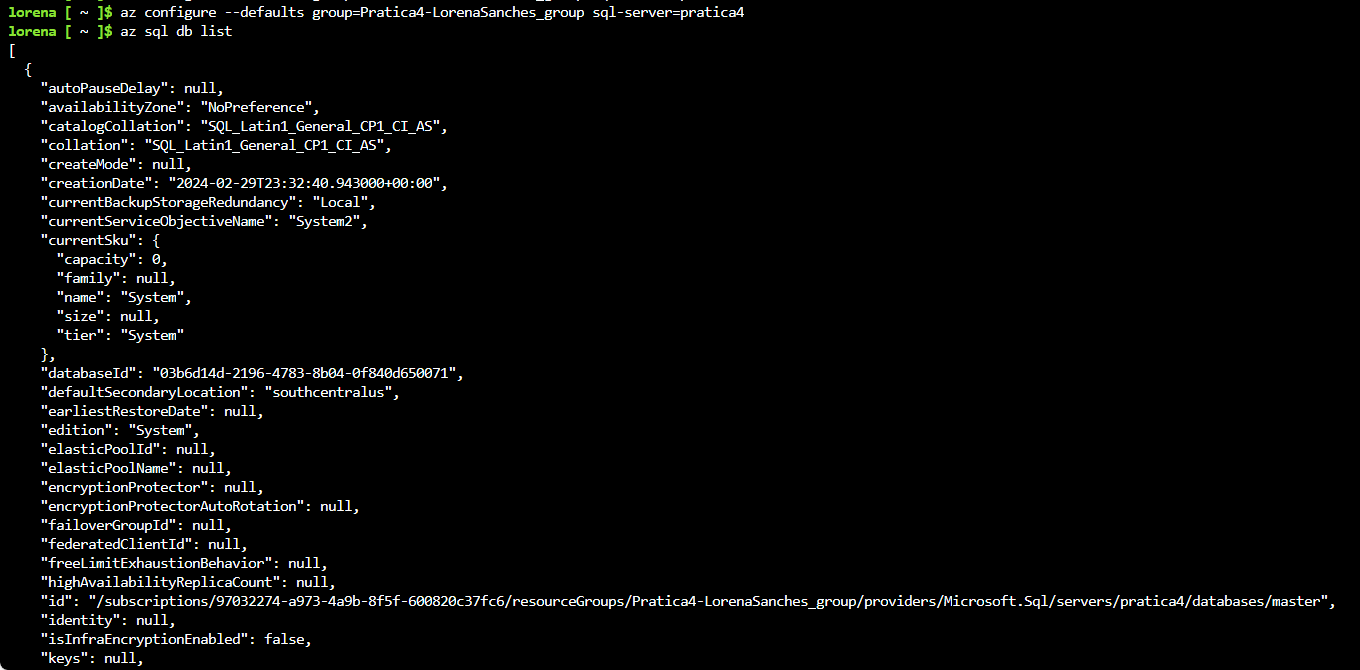 lorena [ ~ ]$ az configure --defaults group=Pratica4-LorenaSanches_group sql-server=pratica4
lorena [ ~ ]$ az sql db list
[
  {
    "autoPauseDelay": null,
    "availabilityZone": "NoPreference",
    "catalogCollation": "SQL_Latin1_General_CP1_CI_AS",
    "collation": "SQL_Latin1_General_CP1_CI_AS",
    "createMode": null,
    "creationDate": "2024-02-29T23:32:40.943000+00:00",
    "currentBackupStorageRedundancy": "Local",
    "currentServiceObjectiveName": "System2",
    "currentSku": {
      "capacity": 0,
      "family": null,
      "name": "System",
      "size": null,
      "tier": "System"
    },
    "databaseId": "03b6d14d-2196-4783-8b04-0f840d650071",
    "defaultSecondaryLocation": "southcentralus",
    "earliestRestoreDate": null,
    "edition": "System",
    "elasticPoolId": null,
    "elasticPoolName": null,
    "encryptionProtector": null,
    "encryptionProtectorAutoRotation": null,
    "failoverGroupId": null,
    "federatedClientId": null,
    "freeLimitExhaustionBehavior": null,
    "highAvailabilityReplicaCount": null,
    "id": "/subscriptions/97032274-a973-4a9b-8f5f-600820c37fc6/resourceGroups/Pratica4-LorenaSanches_group/providers/Microsoft.Sql/servers/pratica4/databases/master",
    "identity": null,
    "isInfraEncryptionEnabled": false,
    "keys": null,